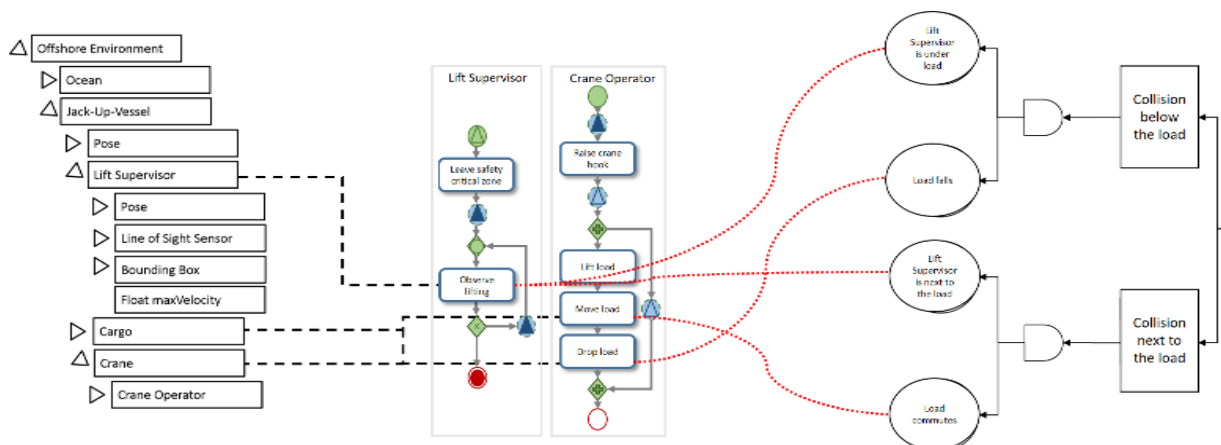 Offshore Environment
Ocean
Jack-Up-Vessel
Pose
Lift Supervisor
Pose
Line of Sight Sensor
Bounding Box
Float maxVelocity
Cargo
Crane
Crane Operator
Lift Supervisor
Leave safety
critical zone
Observe
lifting
Crane Operator
Raise crane
hook
Lift load
Move load
Drop load
Lift
Supervisor
is under
load
Load falls
Lift
Supervisor
is next to
the load
Load
commutes
Collision
below
the load
Collision
next to
the load